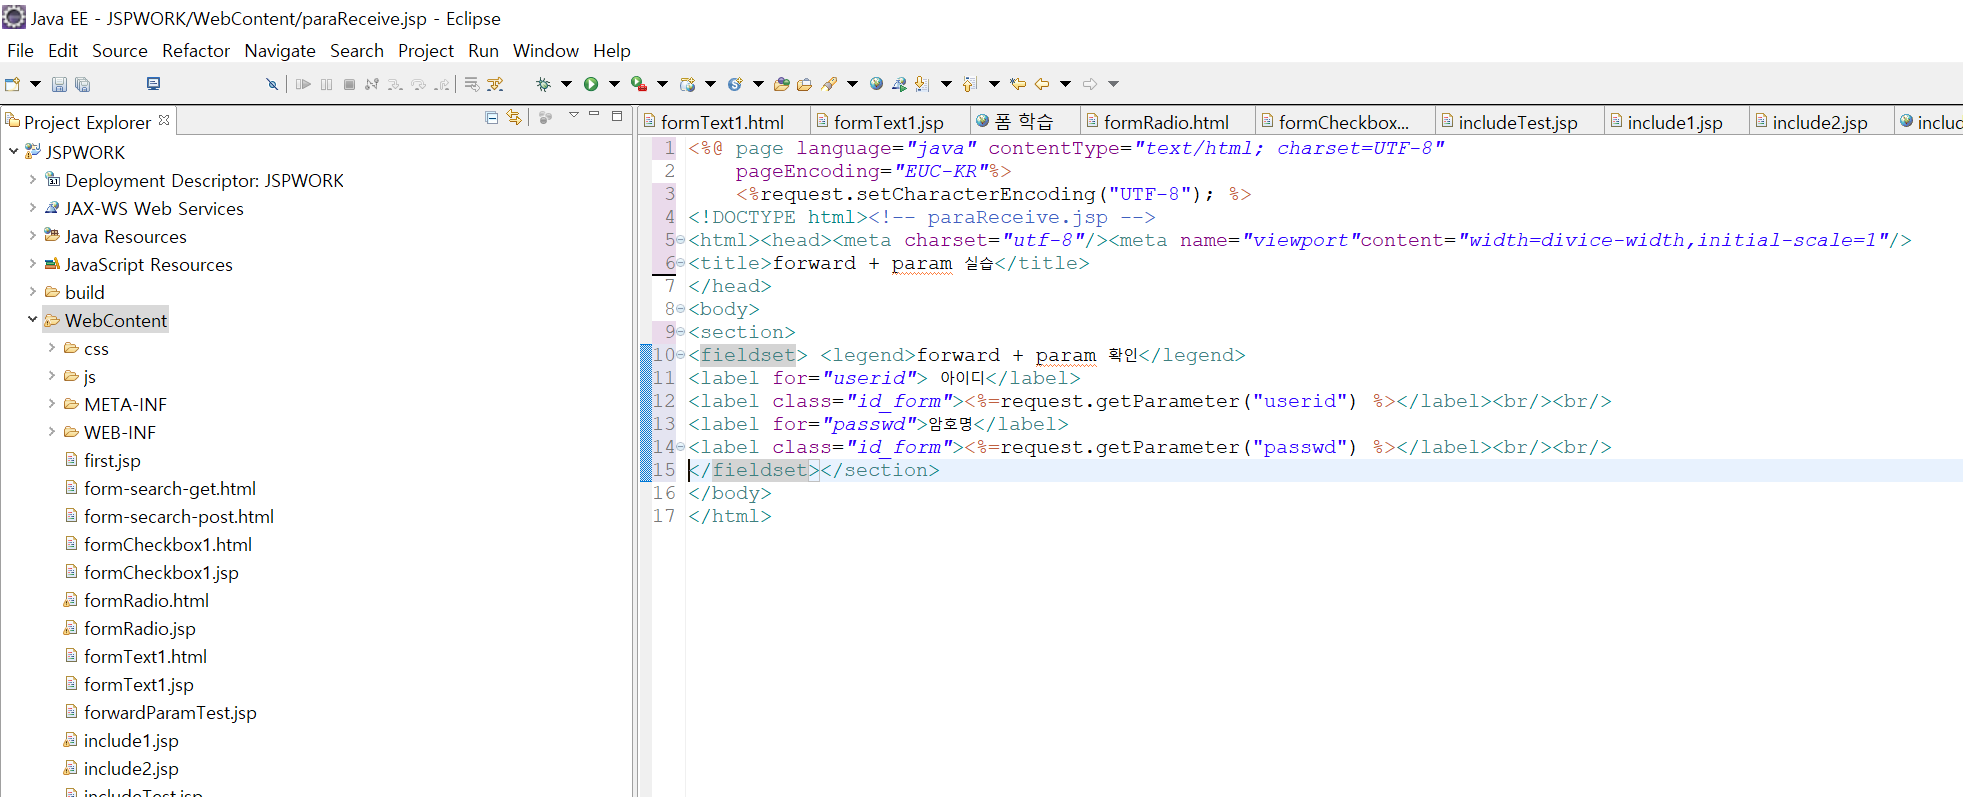 Java EE - JSPWORK/WebContent/paraReceive.jsp - Eclipse
File Edit Source Refactor Navigate Search Project Run Window Help
Project Explorer
formText1.html formText1.jsp 폼 학습 formRadio.html formCheckbox... includeTest.jsp include1.jsp include2.jsp includ
JSPWORK
Deployment Descriptor: JSPWORK
JAX-WS Web Services
Java Resources
JavaScript Resources
build
WebContent
css
js
META-INF
WEB-INF
first.jsp
form-search-get.html
form-secarch-post.html
formCheckbox1.html
formCheckbox1.jsp
formRadio.html
formRadio.jsp
formText1.html
formText1.jsp
forwardParamTest.jsp
include1.jsp
include2.jsp
includeTest.jsp
1 <%@ page language="java" contentType="text/html; charset=UTF-8"
2 pageEncoding="EUC-KR"%>
3 <%request.setCharacterEncoding("UTF-8"); %>
4 <!DOCTYPE html><!-- paraReceive.jsp -->
5 <html><head><meta charset="utf-8"/><meta name="viewport"content="width=divice-width,initial-scale=1"/>
6 <title>forward + param 실습</title>
7 </head>
8 <body>
9 <section>
10 <fieldset> <legend>forward + param 확인</legend>
11 <label for="userid"> 아이디</label>
12 <label class="id_form"><%=request.getParameter("userid") %></label><br/><br/>
13 <label for="passwd">암호명</label>
14 <label class="id_form"><%=request.getParameter("passwd") %></label><br/><br/>
15 </fieldset></section>
16 </body>
17 </html>